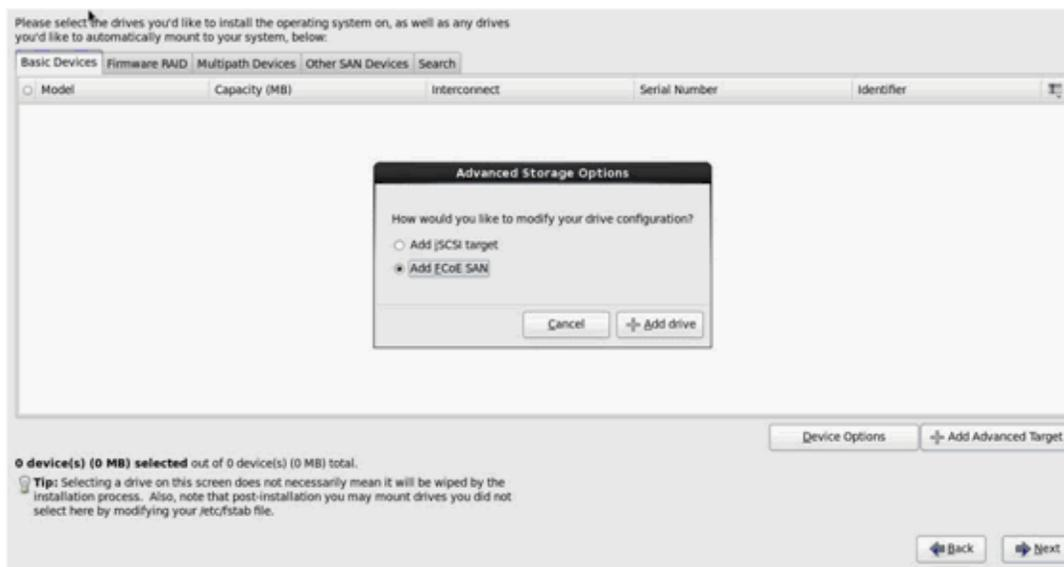 Please select the drives you'd like to install the operating system on, as well as any drives
you'd like to automatically mount to your system, below:
Basic Devices Firmware RAID Multipath Devices Other SAN Devices Search
Model Capacity (MB) Interconnect Serial Number Identifier
Advanced Storage Options
How would you like to modify your drive configuration?
Add iSCSI target
Add FCoE SAN
Cancel Add drive
Device Options Add Advanced Target
0 device(s) (0 MB) selected out of 0 device(s) (0 MB) total.
Tip: Selecting a drive on this screen does not necessarily mean it will be wiped by the
installation process. Also, note that post-installation you may mount drives you did not
select here by modifying your /etc/fstab file.
Back Next